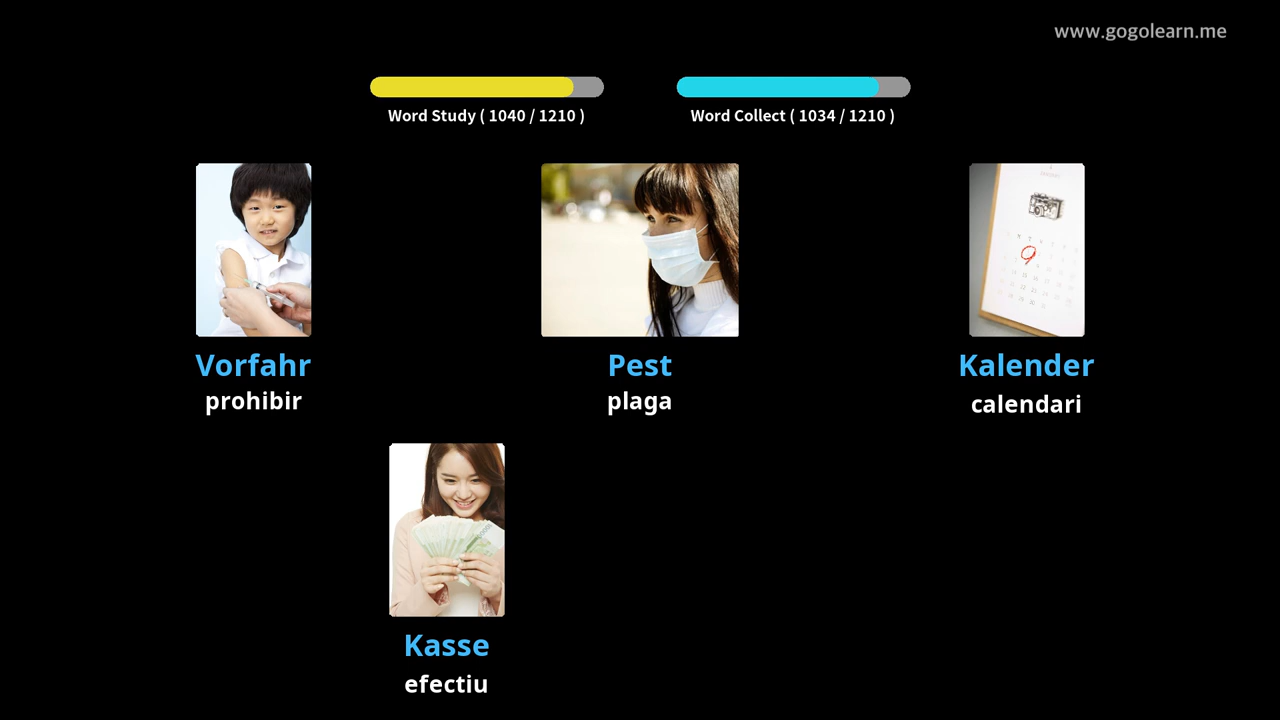 www.gogolearn.me
Word Study ( 1040 / 1210 )
Word Collect ( 1034 / 1210 )
Vorfahr
prohibir
Pest
plaga
Kalender
calendari
Kasse
efectiu